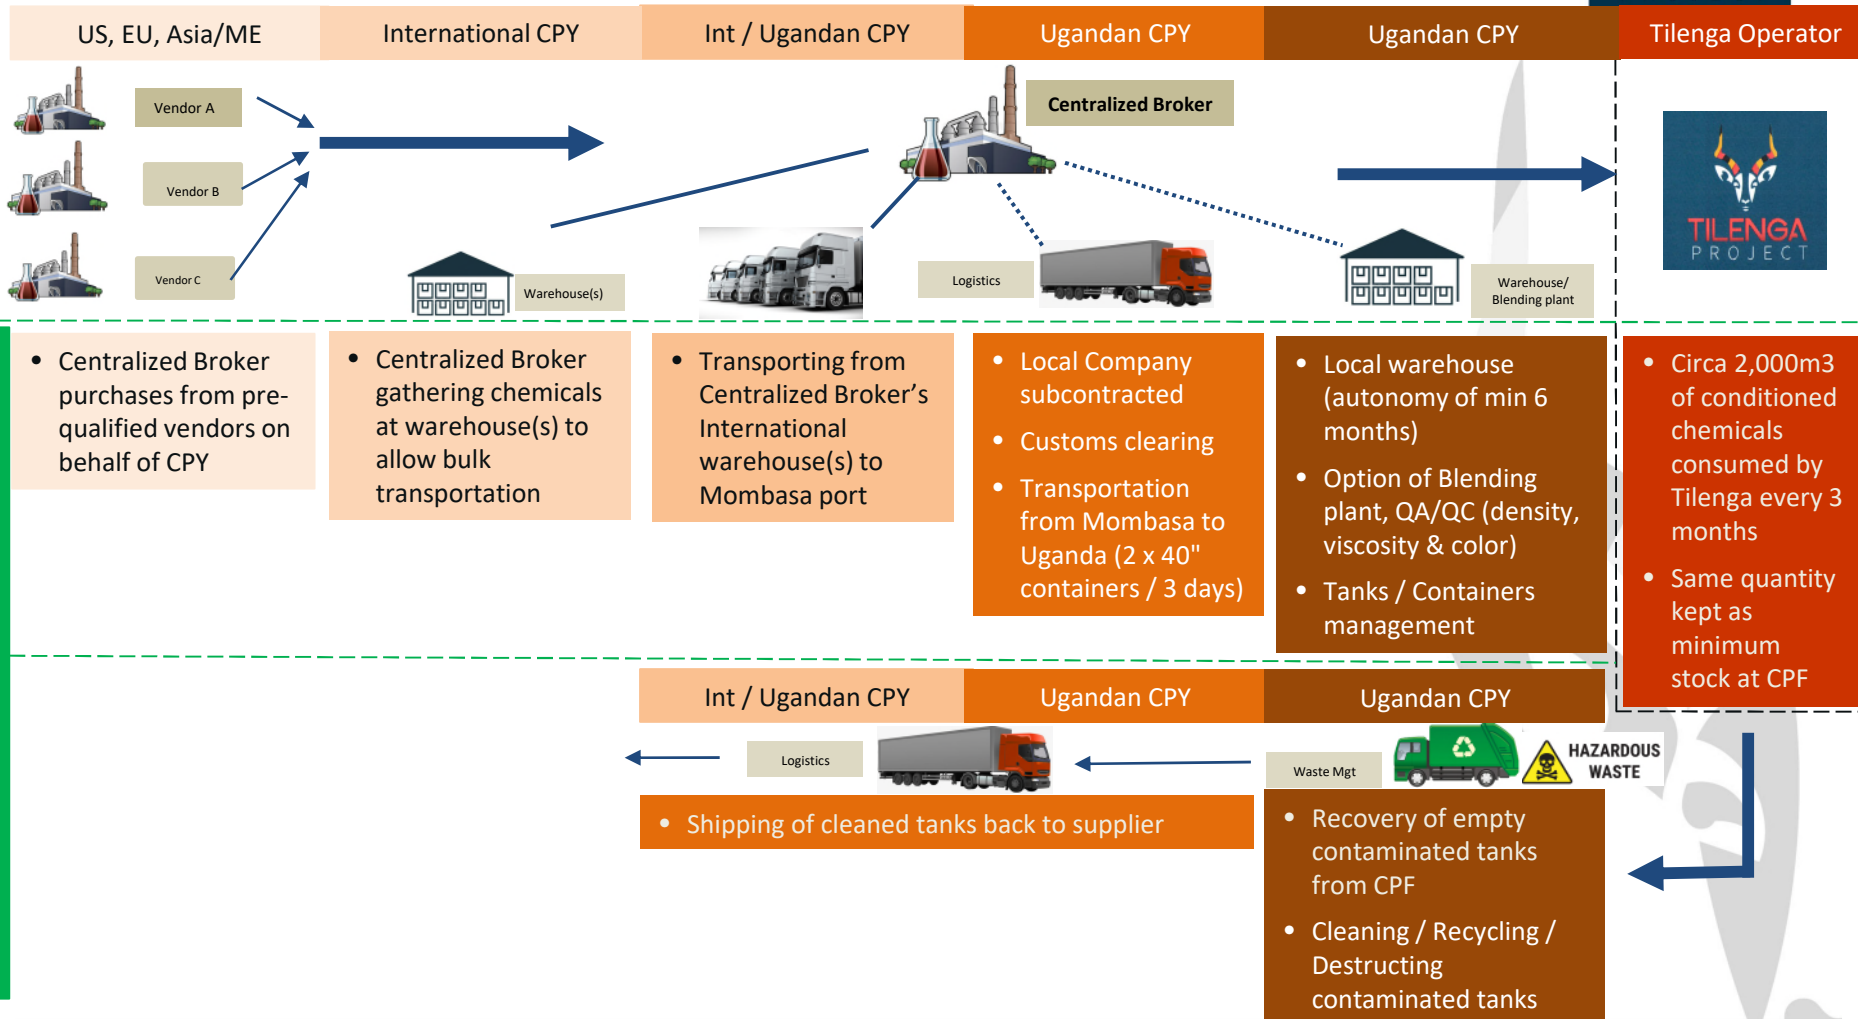 US, EU, Asia/ME
International CPY
Int / Ugandan CPY
Ugandan CPY
Ugandan CPY
Tilenga Operator
Vendor A
Vendor B
Vendor C
Warehouse(s)
Centralized Broker
Logistics
Warehouse/
Blending plant
TILENGA
PROJECT
• Centralized Broker
purchases from pre-
qualified vendors on
behalf of CPY
• Centralized Broker
gathering chemicals
at warehouse(s) to
allow bulk
transportation
• Transporting from
Centralized Broker’s
International
warehouse(s) to
Mombasa port
• Local Company
subcontracted
• Customs clearing
• Transportation
from Mombasa to
Uganda (2 x 40"
containers / 3 days)
• Local warehouse
(autonomy of min 6
months)
• Option of Blending
plant, QA/QC (density,
viscosity & color)
• Tanks / Containers
management
• Circa 2,000m3
of conditioned
chemicals
consumed by
Tilenga every 3
months
• Same quantity
kept as
minimum
stock at CPF
Int / Ugandan CPY
Ugandan CPY
Ugandan CPY
Logistics
Waste Mgt
HAZARDOUS
WASTE
• Shipping of cleaned tanks back to supplier
• Recovery of empty
contaminated tanks
from CPF
• Cleaning / Recycling /
Destructing
contaminated tanks